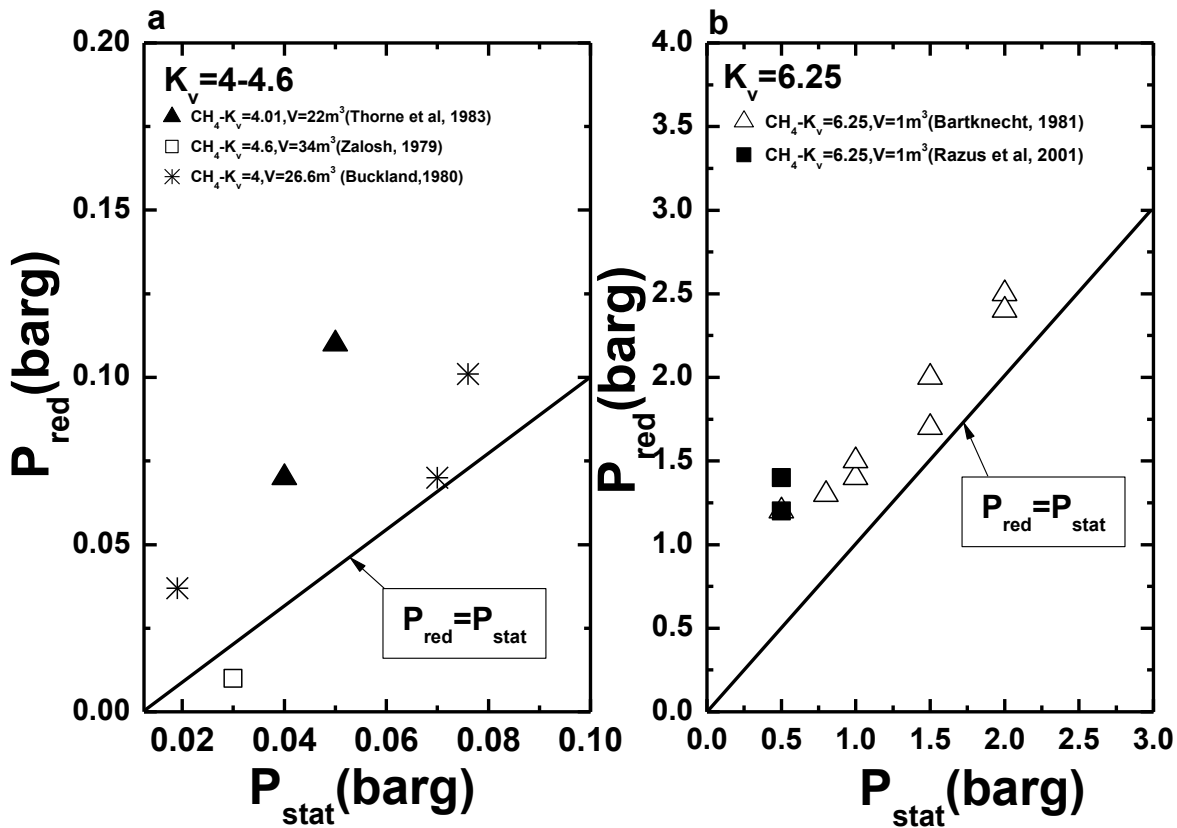 a
K_v=4-4.6
CH_4-K_v=4.01,V=22m^3(Thorne et al, 1983)
CH_4-K_v=4.6,V=34m^3(Zalosh, 1979)
CH_4-K_v=4,V=26.6m^3 (Buckland,1980)
P_red=P_stat
0.20
0.15
0.10
0.05
0.00
0.02
0.04
0.06
0.08
0.10
P_red(barg)
P_stat(barg)
b
K_v=6.25
CH_4-K_v=6.25,V=1m^3(Bartknecht, 1981)
CH_4-K_v=6.25,V=1m^3(Razus et al, 2001)
P_red=P_stat
4.0
3.5
3.0
2.5
2.0
1.5
1.0
0.5
0.0
0.0
0.5
1.0
1.5
2.0
2.5
3.0
P_red(barg)
P_stat(barg)